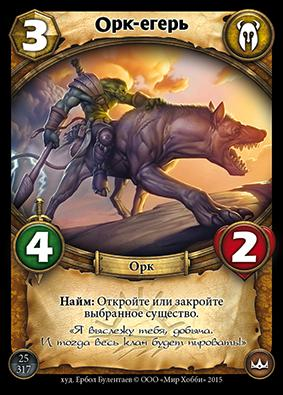 3
Орк-егерь
4
2
Орк
Найм: Откройте или закройте
выбранное существо.
«Я выслежу тебя, добыча.
И тогда весь клан будет пировать!»
25
317
худ. Ербол Булентаев © ООО «Мир Хобби» 2015